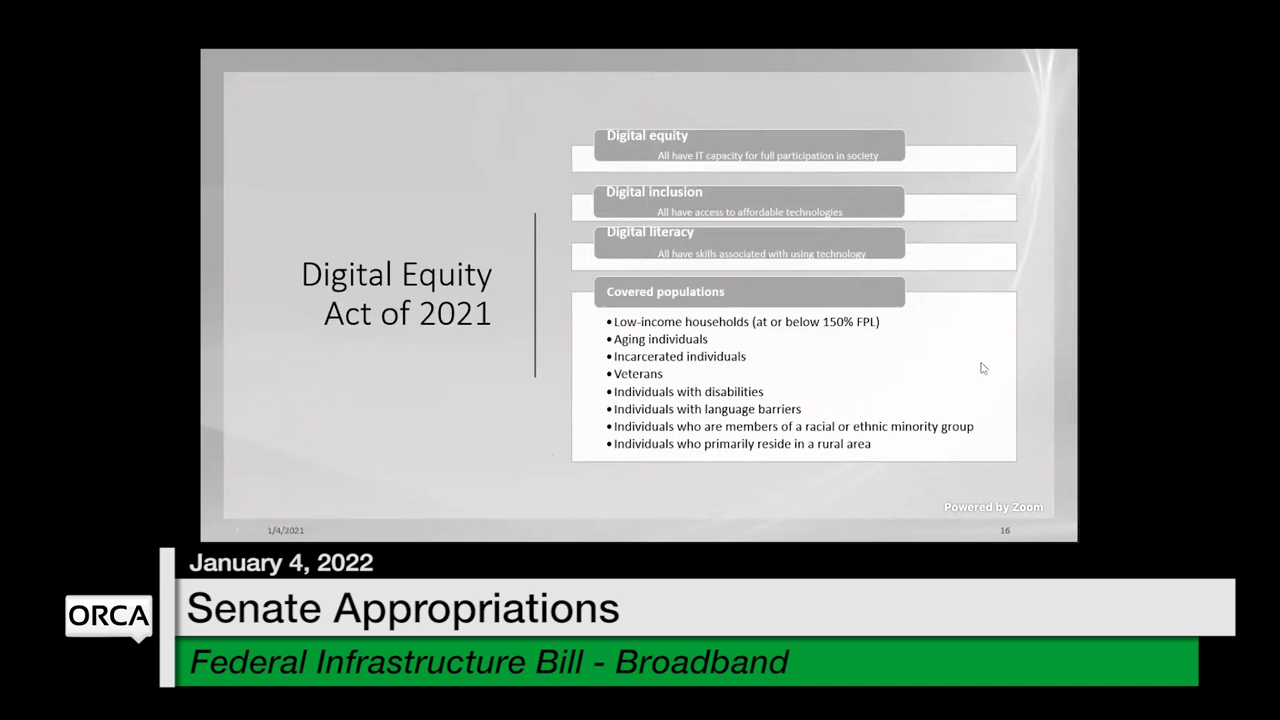 Digital Equity
Act of 2021
Digital equity
All have IT capacity for full participation in society
Digital inclusion
All have access to affordable technologies
Digital literacy
All have skills associated with using technology
Covered populations
•Low-income households (at or below 150% FPL)
•Aging individuals
•Incarcerated individuals
•Veterans
•Individuals with disabilities
•Individuals with language barriers
•Individuals who are members of a racial or ethnic minority group
•Individuals who primarily reside in a rural area
Powered by Zoom
1/4/2021
16
January 4, 2022
ORCA
Senate Appropriations
Federal Infrastructure Bill - Broadband